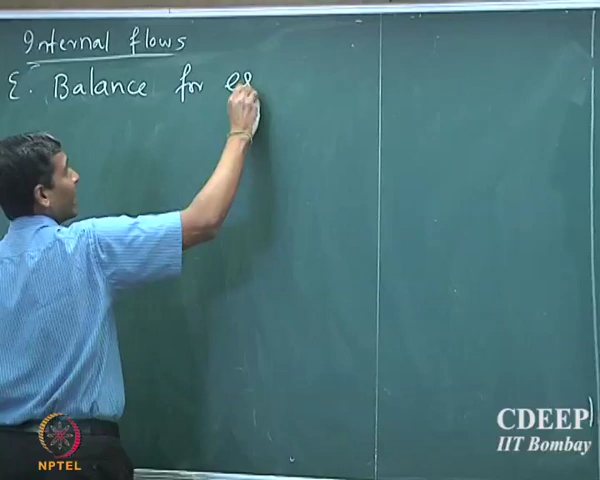 Internal flows
E. Balance for
CDEEP
IIT Bombay
NPTEL